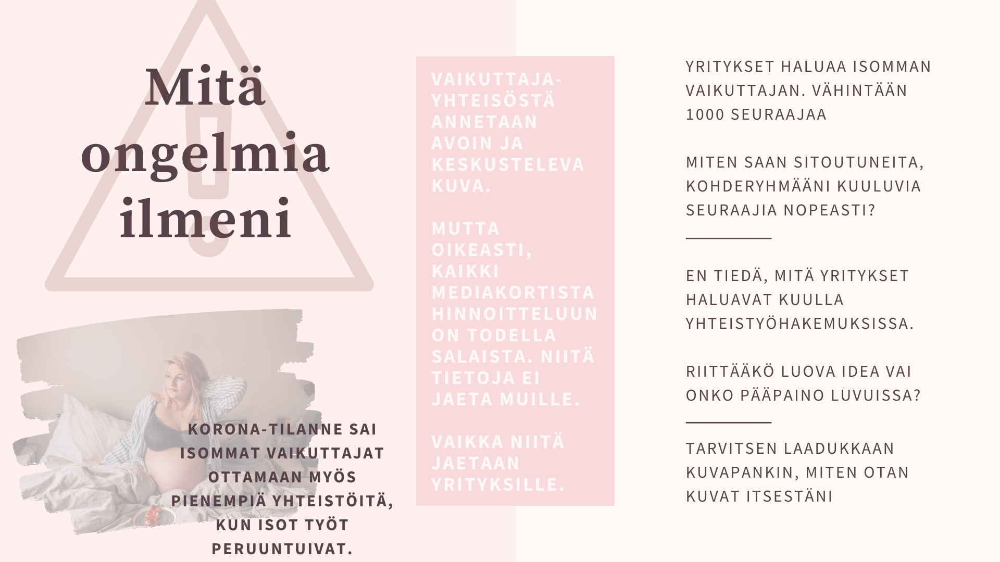 Mitä
ongelmia
ilmeni
KORONA-TILANNE SAI
ISOMMAT VAIKUTTAJAT
OTTAMAAN MYÖS
PIENEMPIÄ YHTEISTÖITÄ,
KUN ISOT TYÖT
PERUUNTUIVAT.
VAIKUTTAJA-
YHTEISÖSTÄ
ANNETAAN
AVOIN JA
KESKUSTELEVA
KUVA.
MUTTA
OIKEASTI,
KAIKKI
MEDIAKORTISTA
HINNOITTELUUN
ON TODELLA
SALAISTA. NIITÄ
TIETOJA EI
JAETA MUILLE.
VAIKKA NIITÄ
JAETAAN
YRITYKSILLE.
YRITYKSET HALUAA ISOMMAN
VAIKUTTAJAN. VÄHINTÄÄN
1000 SEURAAJAA
MITEN SAAN SITOUTUNEITA,
KOHDERYHMÄÄNI KUULUVIA
SEURAAJIA NOPEASTI?
EN TIEDÄ, MITÄ YRITYKSET
HALUAVAT KUULLA
YHTEISTYÖHAKEMUKSISSA.
RIITTÄÄKÖ LUOVA IDEA VAI
ONKO PÄÄPAINO LUVUISSA?
TARVITSEN LAADUKKAAN
KUVAPANKIN, MITEN OTAN
KUVAT ITSESTÄNI